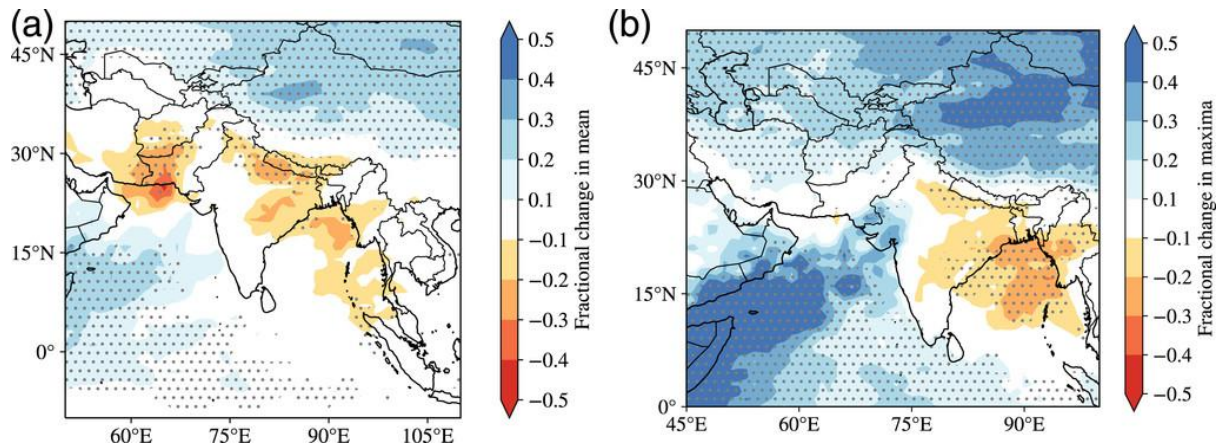 (a)
45°N
30°N
15°N
0°
60°E 75°E 90°E 105°E
0.5
0.4
0.3
0.2
0.1
−0.1
−0.2
−0.3
−0.4
−0.5
Fractional change in mean
(b)
45°N
30°N
15°N
0°
45°E 60°E 75°E 90°E
0.5
0.4
0.3
0.2
0.1
−0.1
−0.2
−0.3
−0.4
−0.5
Fractional change in maxima